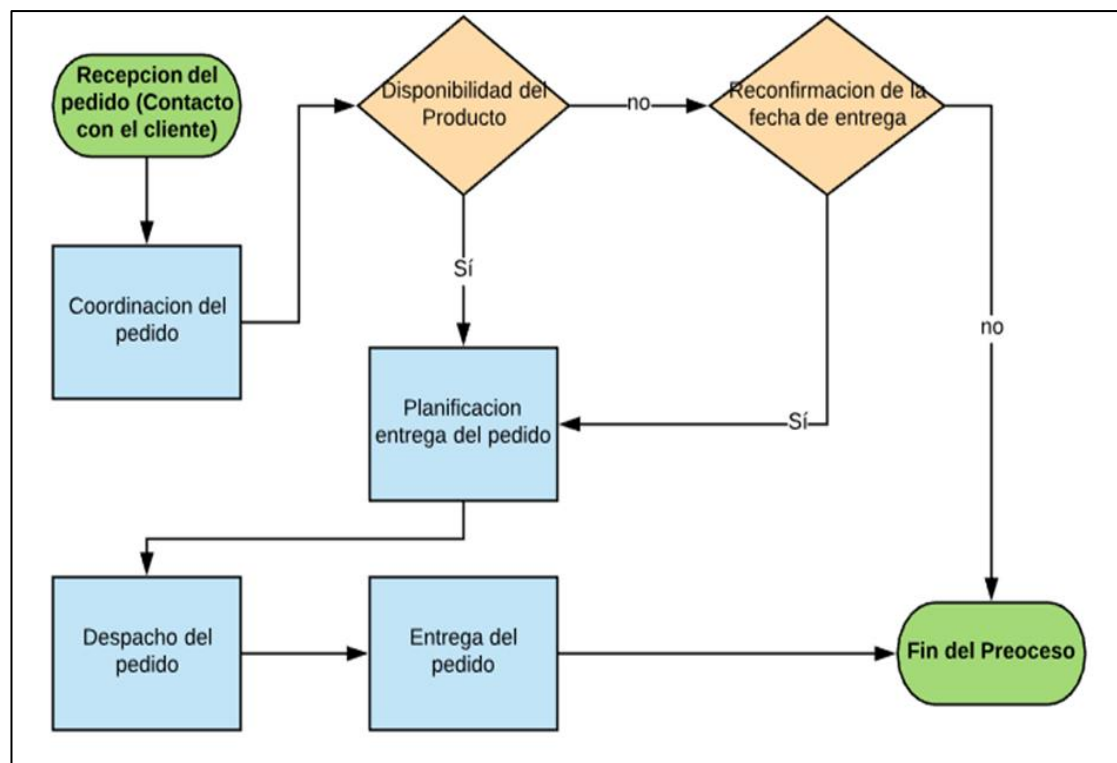 Recepcion del
pedido (Contacto
con el cliente)
Disponibilidad del
Producto
no
Reconfirmacion de la
fecha de entrega
Sí
Coordinacion del
pedido
no
Planificacion
entrega del pedido
Sí
Despacho del
pedido
Entrega del
pedido
Fin del Preoceso